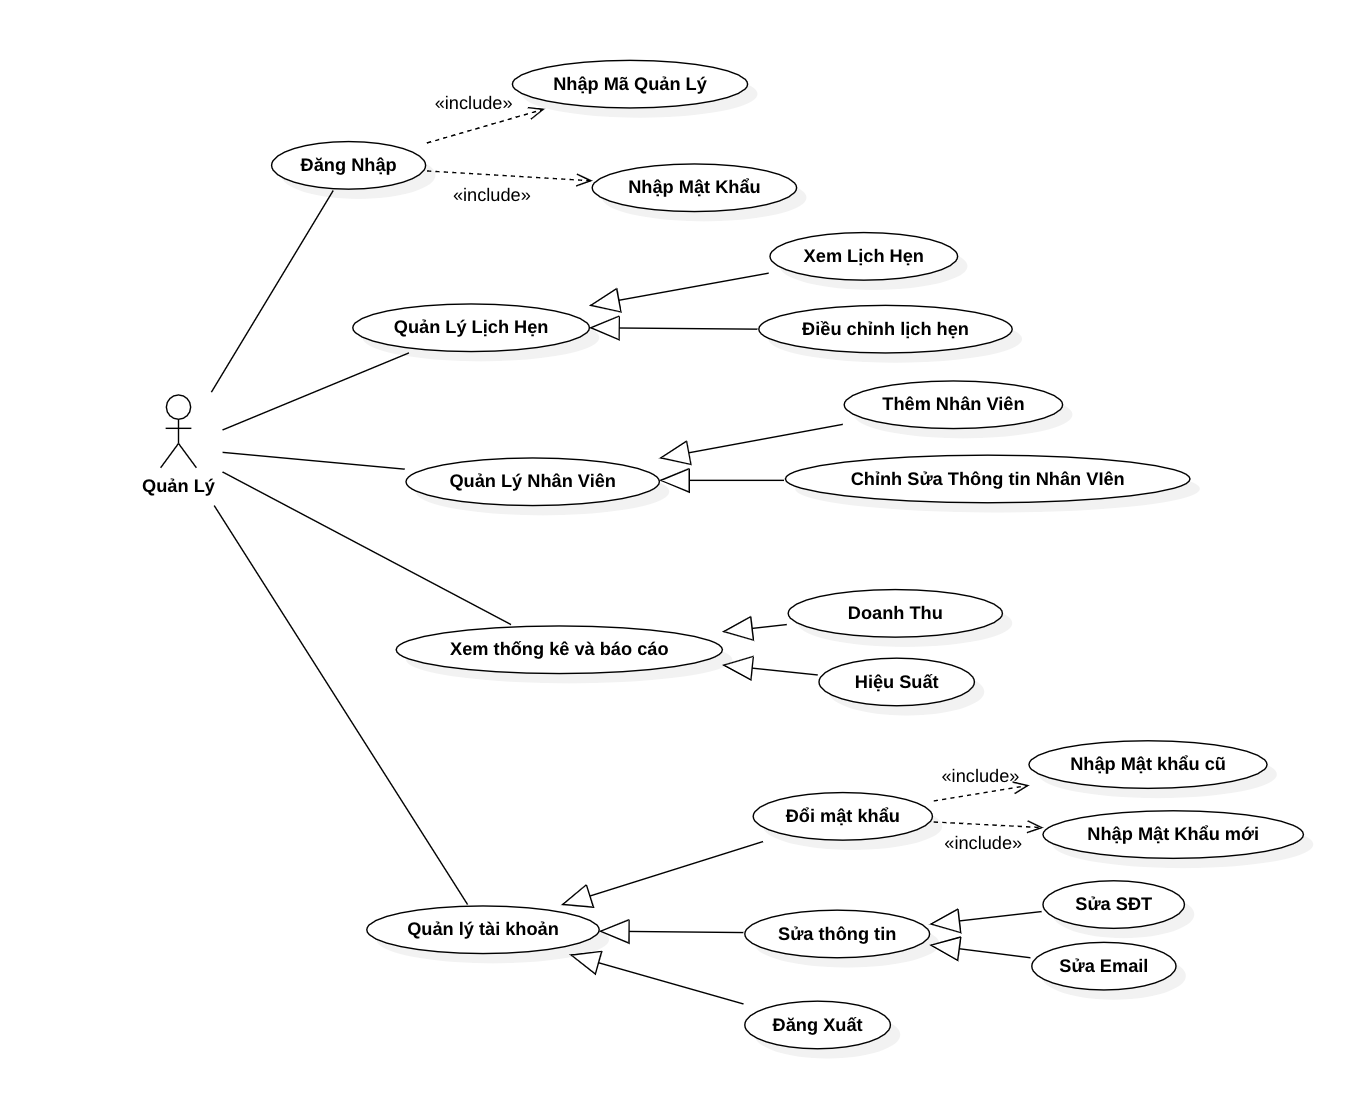 Nhập Mã Quản Lý
«include»
Đăng Nhập
Nhập Mật Khẩu
«include»
Xem Lịch Hẹn
Quản Lý Lịch Hẹn
Điều chỉnh lịch hẹn
Thêm Nhân Viên
Quản Lý Nhân Viên
Chỉnh Sửa Thông tin Nhân VIên
Quản Lý
Doanh Thu
Xem thống kê và báo cáo
Hiệu Suất
Nhập Mật khẩu cũ
«include»
Đổi mật khẩu
Nhập Mật Khẩu mới
«include»
Sửa SĐT
Quản lý tài khoản
Sửa thông tin
Sửa Email
Đăng Xuất